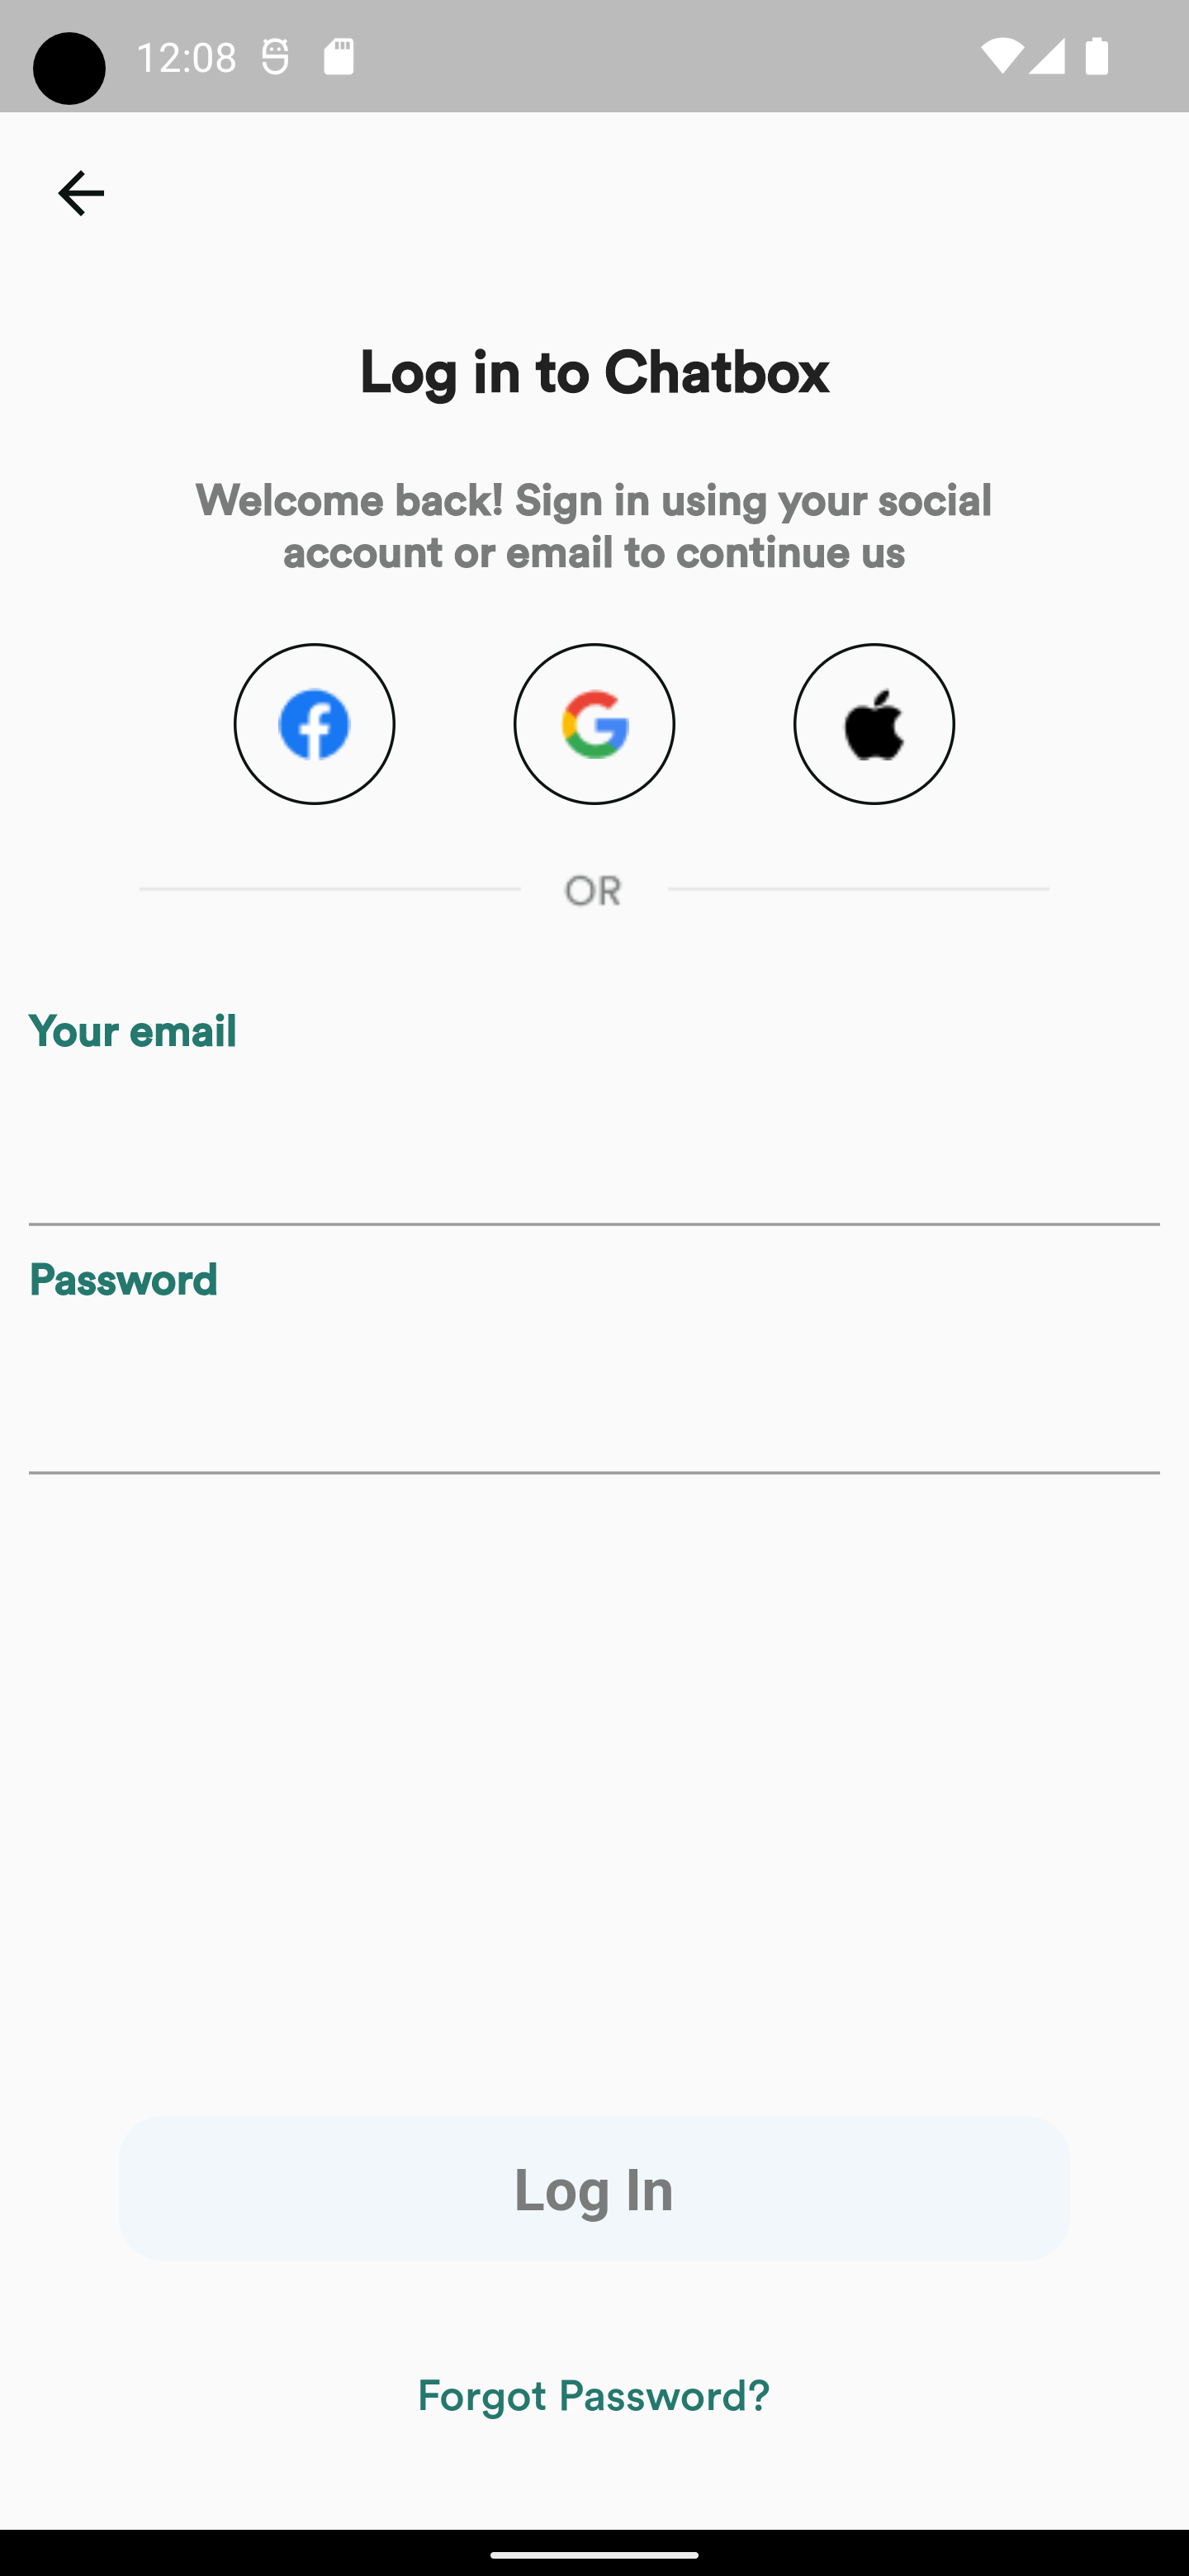 12:08
Log in to Chatbox
Welcome back! Sign in using your social
account or email to continue us
OR
Your email
Password
Log In
Forgot Password?